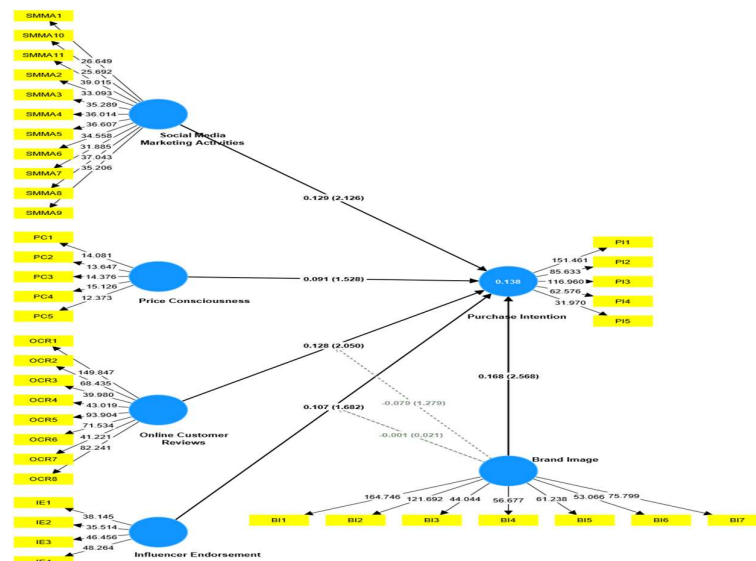 SMMA1
SMMA10
SMMA11
SMMA2
SMMA3
SMMA4
SMMA5
SMMA6
SMMA7
SMMA8
SMMA9
26.649
25.692
39.015
33.093
35.289
36.014
36.607
34.558
31.885
37.043
35.206
Social Media
Marketing Activities
0.129 (2.126)
PC1
PC2
PC3
PC4
PC5
14.081
13.647
14.376
15.126
12.373
Price Consciousness
0.091 (1.528)
0.138
Purchase Intention
151.461
85.633
116.960
62.576
31.970
PI1
PI2
PI3
PI4
PI5
OCR1
OCR2
OCR3
OCR4
OCR5
OCR6
OCR7
OCR8
149.847
68.435
39.980
43.019
93.904
71.534
41.221
82.241
Online Customer
Reviews
0.128 (2.050)
0.107 (1.682)
0.168 (2.568)
-0.079 (1.279)
-0.001 (0.021)
Brand Image
164.746
121.692
44.044
56.677
61.238
53.066
75.799
BI1
BI2
BI3
BI4
BI5
BI6
BI7
IE1
IE2
IE3
38.145
35.514
46.456
48.264
Influencer Endorsement